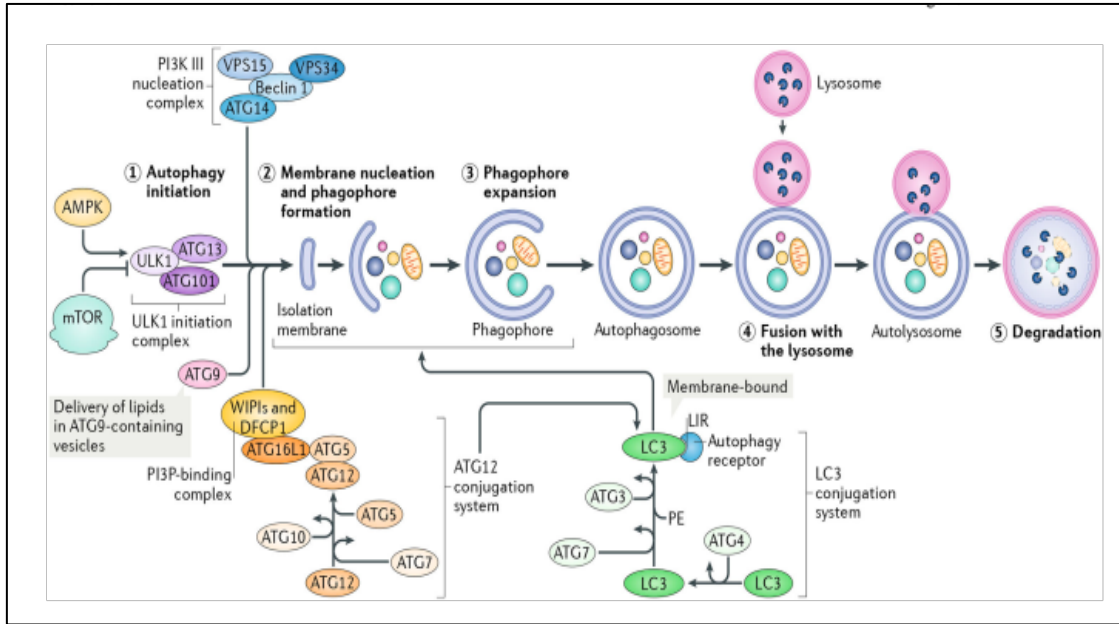 PI3K III
nucleation
complex
VPS15
VPS34
Beclin 1
ATG14
Lysosome
① Autophagy
initiation
② Membrane nucleation
and phagophore
formation
③ Phagophore
expansion
AMPK
ULK1
ATG13
ATG101
mTOR
ULK1 initiation
complex
Isolation
membrane
Phagophore
Autophagosome
④ Fusion with
the lysosome
Autolysosome
⑤ Degradation
ATG9
Delivery of lipids
in ATG9-containing
vesicles
WIPIs and
DFCP1
ATG16L1
ATG5
ATG12
PI3P-binding
complex
ATG5
ATG10
ATG7
ATG12
ATG12
conjugation
system
Membrane-bound
LIR
LC3
Autophagy
receptor
ATG3
PE
ATG7
ATG4
LC3
LC3
LC3
conjugation
system